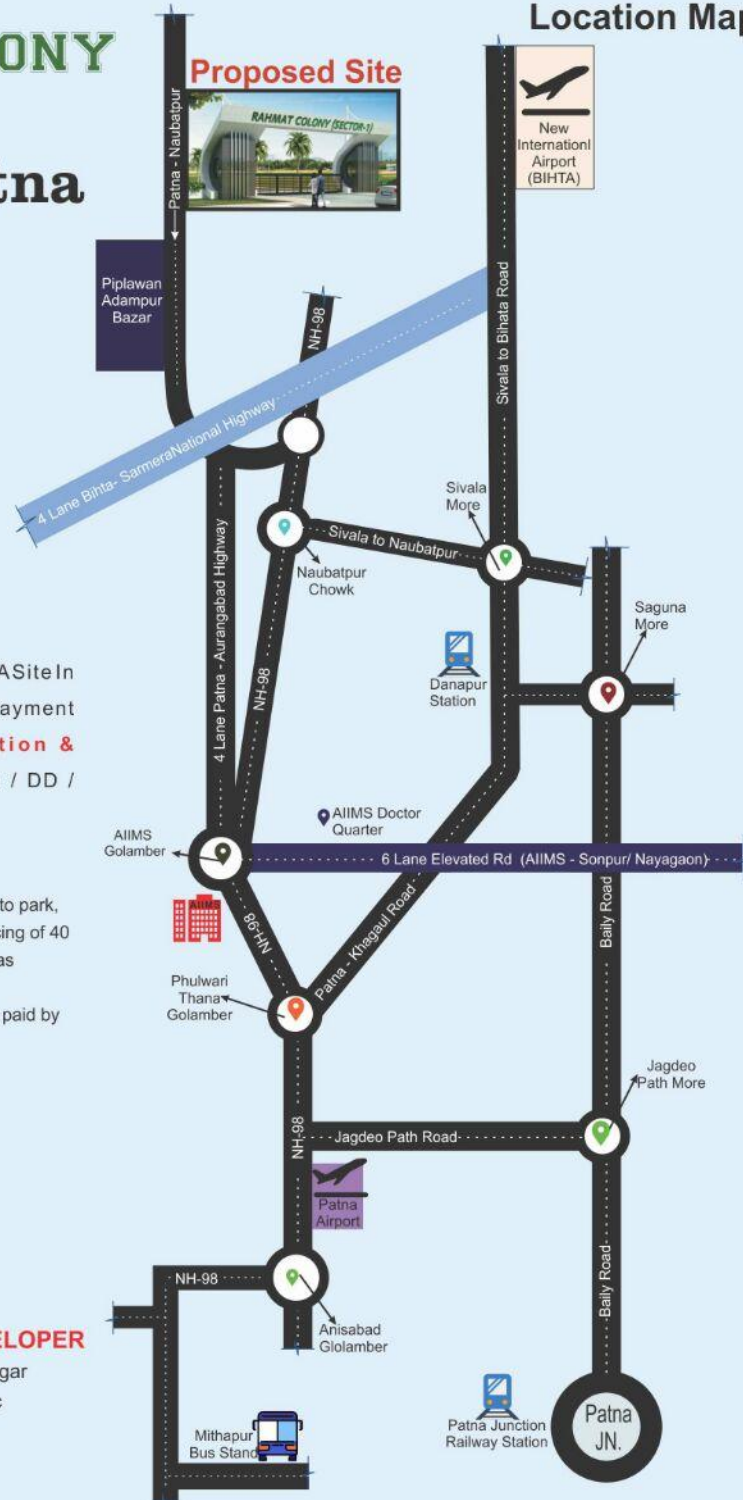 Location Map
ONY
Proposed Site
RAHMAT COLONY (SECTOR-1)
Patna - Naubatpur
tna
New
Internationl
Airport
(BIHTA)
Piplawan
Adampur
Bazar
NH-98
Sivala to Bihata Road
4 Lane Bihta- SarmeraNational Highway
Sivala
More
Sivala to Naubatpur
Naubatpur
Chowk
4 Lane Patna - Aurangabad Highway
NH-98
Saguna
More
Danapur
Station
ASiteIn
ayment
tion &
/ DD /
AIIMS Doctor
Quarter
AIIMS
Golamber
6 Lane Elevated Rd (AIIMS - Sonpur/ Nayagaon)
AIIMS
NH-98
Patna - Khagaul Road
Baily Road
to park,
cing of 40
as
paid by
Phulwari
Thana
Golamber
Jagdeo
Path More
NH-98
Jagdeo Path Road
Patna
Airport
NH-98
Baily Road
Anisabad
Glolamber
ELOPER
gar
c
Mithapur
Bus Stand
Patna Junction
Railway Station
Patna
JN.